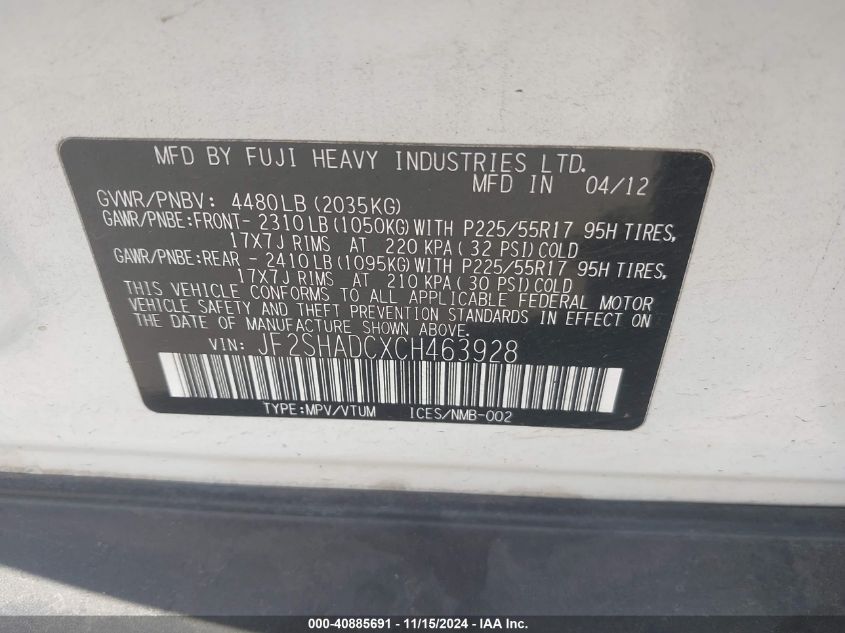 MFD BY FUJI HEAVY INDUSTRIES LTD.
MFD IN 04/12
GVWR/PNBV: 4480LB (2035KG)
GAWR/PNBE:FRONT- 2310LB (1050KG) WITH P225/55R17 95H TIRES,
17X7J RIMS AT 220 KPA ( 32 PSI) COLD
GAWR/PNBE:REAR - 2410LB (1095KG) WITH P225/55R17 95H TIRES,
17X7J RIMS AT 210 KPA ( 30 PSI) COLD
THIS VEHICLE CONFORMS TO ALL APPLICABLE FEDERAL MOTOR
VEHICLE SAFETY AND THEFT PREVENTION STANDARDS IN EFFECT ON
THE DATE OF MANUFACTURE SHOWN ABOVE.
VIN: JF2SHADCXCH463928
TYPE:MPV/VTUM ICES/NMB-002
000-40885691 - 11/15/2024 - IAA Inc.